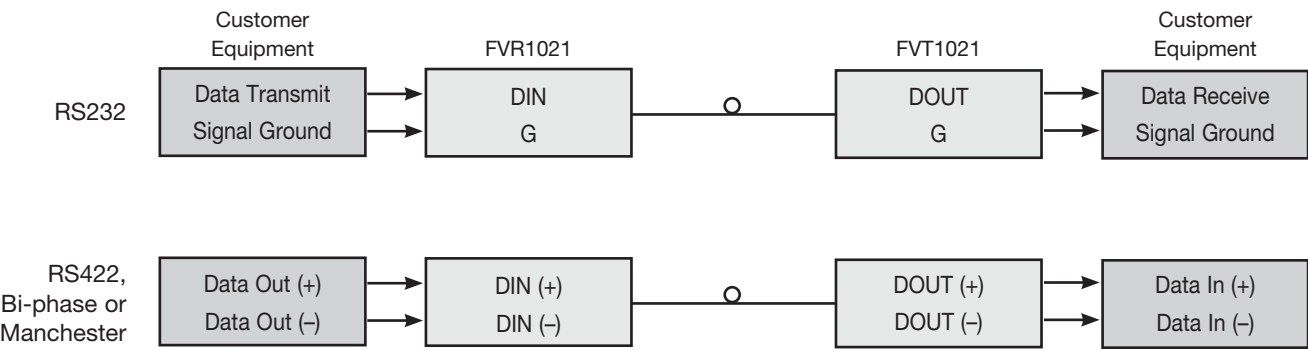 Customer
Equipment
FVR1021
FVT1021
Customer
Equipment
RS232
Data Transmit
Signal Ground
DIN
G
DOUT
G
Data Receive
Signal Ground
RS422,
Bi-phase or
Manchester
Data Out (+)
Data Out (–)
DIN (+)
DIN (–)
DOUT (+)
DOUT (–)
Data In (+)
Data In (–)